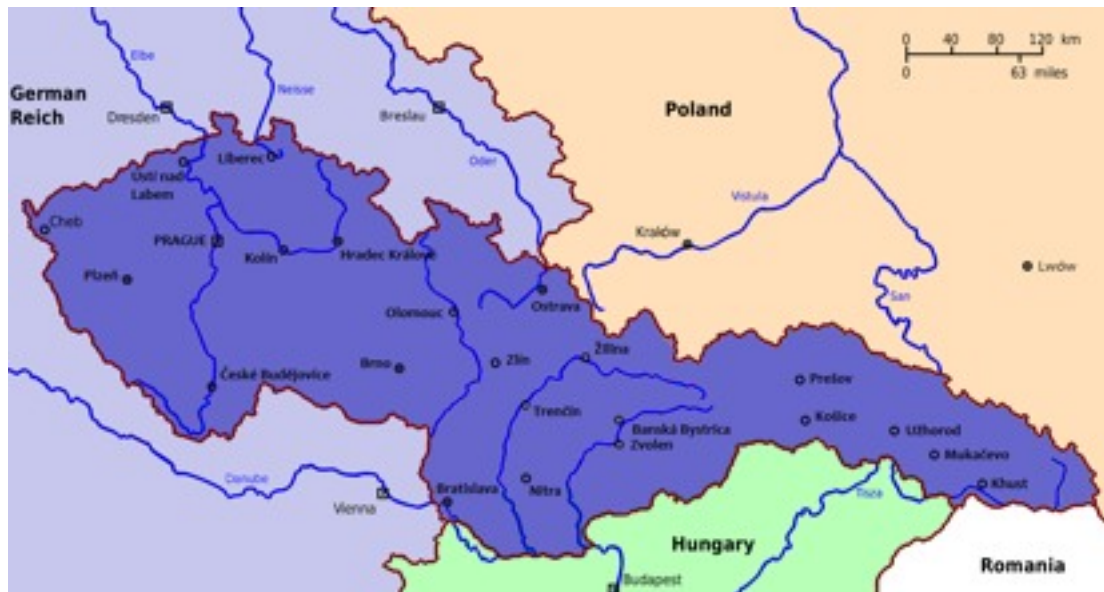 0 40 80 120 km
0 63 miles
Elbe
Neisse
German
Reich
Dresden
Breslau
Poland
Oder
Liberec
Ústí nad
Labem
Vistula
Cheb
PRAGUE
Kraków
Kolín
Hradec Králové
Lwów
Plzeň
San
Ostrava
Olomouc
Žilina
Brno
Zlín
České Budějovice
Prešov
Trenčín
Košice
Banská Bystrica
Užhorod
Zvolen
Mukačevo
Danube
Bratislava
Nitra
Khust
Tisza
Vienna
Hungary
Romania
Budapest